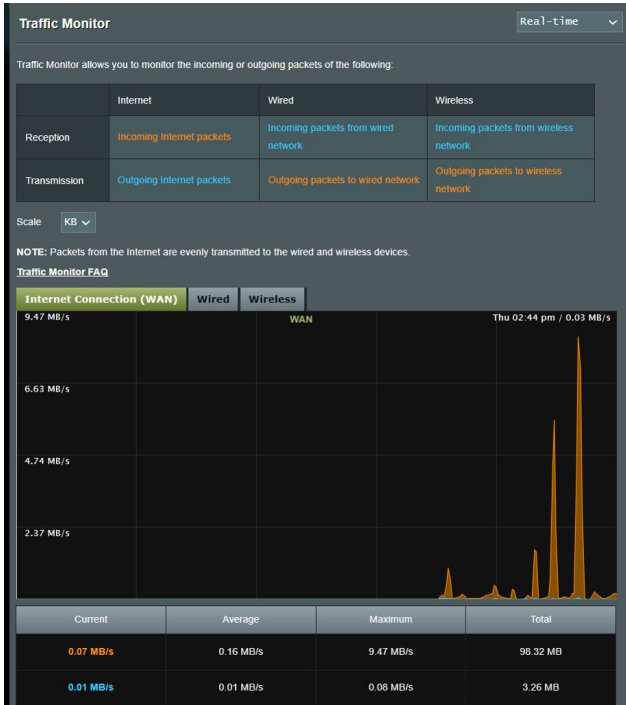 Traffic Monitor
Real-time
Traffic Monitor allows you to monitor the incoming or outgoing packets of the following:
Internet Wired Wireless
Reception Incoming Internet packets Incoming packets from wired network Incoming packets from wireless network
Transmission Outgoing Internet packets Outgoing packets to wired network Outgoing packets to wireless network
Scale KB
NOTE: Packets from the Internet are evenly transmitted to the wired and wireless devices.
Traffic Monitor FAQ
Internet Connection (WAN) Wired Wireless
9.47 MB/s WAN Thu 02:44 pm / 0.03 MB/s
6.63 MB/s
4.74 MB/s
2.37 MB/s
Current Average Maximum Total
0.07 MB/s 0.16 MB/s 9.47 MB/s 98.32 MB
0.01 MB/s 0.01 MB/s 0.08 MB/s 3.26 MB